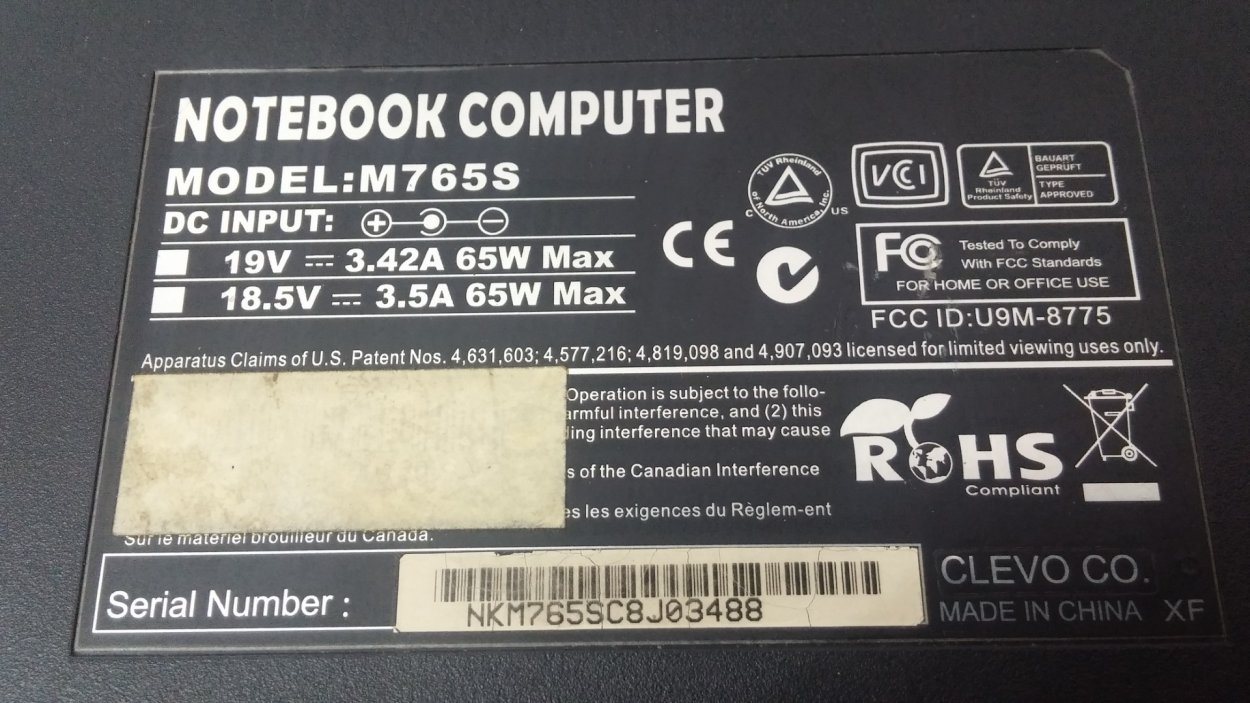 NOTEBOOK COMPUTER
MODEL:M765S
DC INPUT:
19V 3.42A 65W Max
18.5V 3.5A 65W Max
TÜV Rheinland
of North America, Inc.
C US
VCCI
TÜV
Rheinland
Product Safety
BAUART
GEPRÜFT
TYPE
APPROVED
CE
FC
Tested To Comply
With FCC Standards
FOR HOME OR OFFICE USE
FCC ID:U9M-8775
Apparatus Claims of U.S. Patent Nos. 4,631,603; 4,577,216; 4,819,098 and 4,907,093 licensed for limited viewing uses only.
Operation is subject to the follo-
armful interference, and (2) this
ing interference that may cause
s of the Canadian Interference
es les exigences du Règlem-ent
Sur le matériel brouilleur du Canada.
ROHS
Compliant
Serial Number :
NKM765SC8J03488
CLEVO CO.
MADE IN CHINA XF